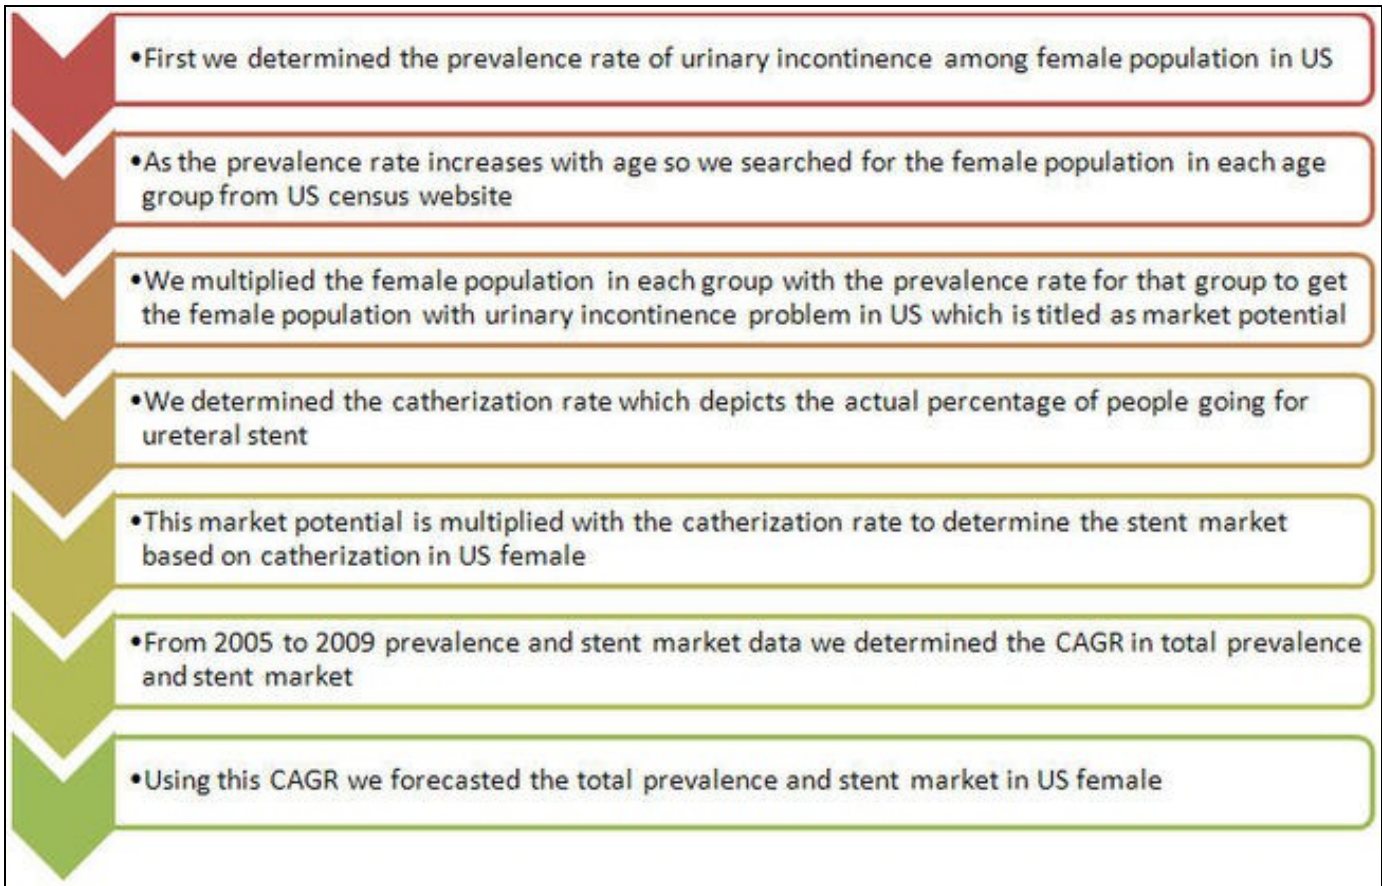 •First we determined the prevalence rate of urinary incontinence among female population in US
•As the prevalence rate increases with age so we searched for the female population in each age
group from US census website
•We multiplied the female population in each group with the prevalence rate for that group to get
the female population with urinary incontinence problem in US which is titled as market potential
•We determined the catherization rate which depicts the actual percentage of people going for
ureteral stent
•This market potential is multiplied with the catherization rate to determine the stent market
based on catherization in US female
•From 2005 to 2009 prevalence and stent market data we determined the CAGR in total prevalence
and stent market
•Using this CAGR we forecasted the total prevalence and stent market in US female